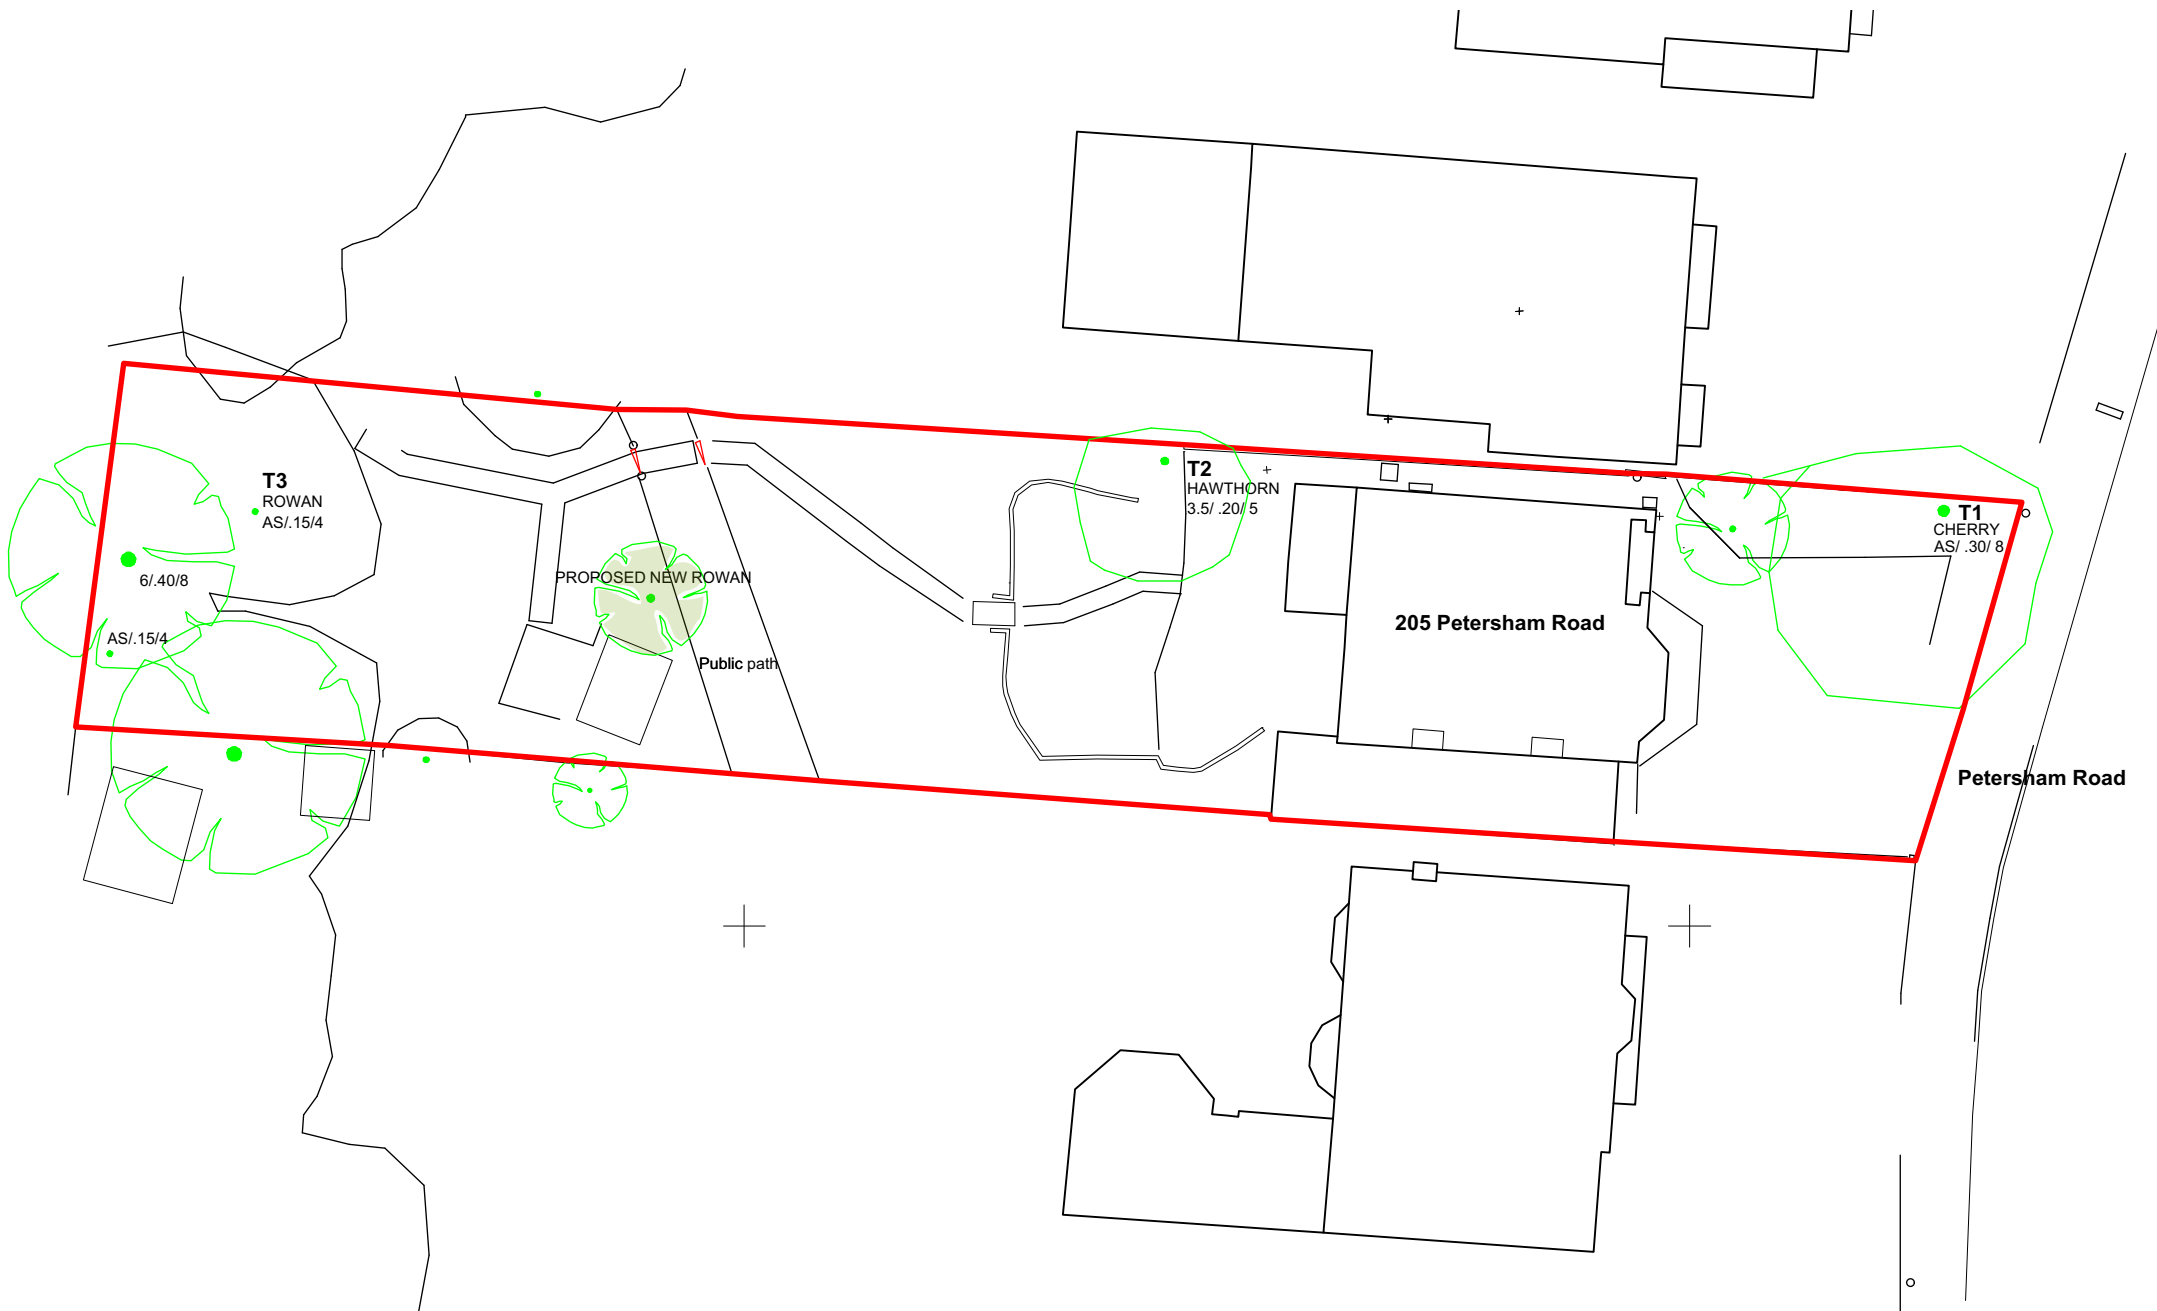 T3
ROWAN
AS/.15/4
6/.40/8
AS/.15/4
PROPOSED NEW ROWAN
Public path
T2
HAWTHORN
3.5/ .20/ 5
205 Petersham Road
T1
CHERRY
AS/ .30/ 8
Petersham Road